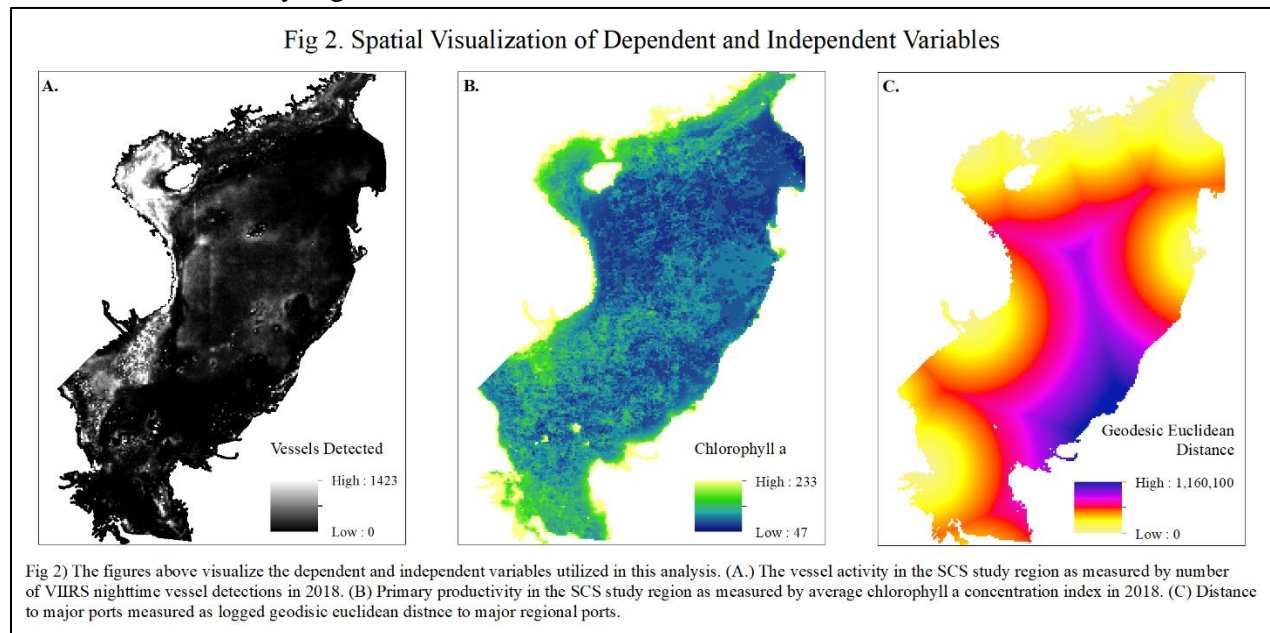 Fig 2. Spatial Visualization of Dependent and Independent Variables
A.
Vessels Detected
High : 1423
Low : 0
B.
Chlorophyll a
High : 233
Low : 47
C.
Geodesic Euclidean
Distance
High : 1,160,100
Low : 0
Fig 2) The figures above visualize the dependent and independent variables utilized in this analysis. (A.) The vessel activity in the SCS study region as measured by number
of VIIRS nighttime vessel detections in 2018. (B) Primary productivity in the SCS study region as measured by average chlorophyll a concentration index in 2018. (C) Distance
to major ports measured as logged geodisic euclidean distnce to major regional ports.